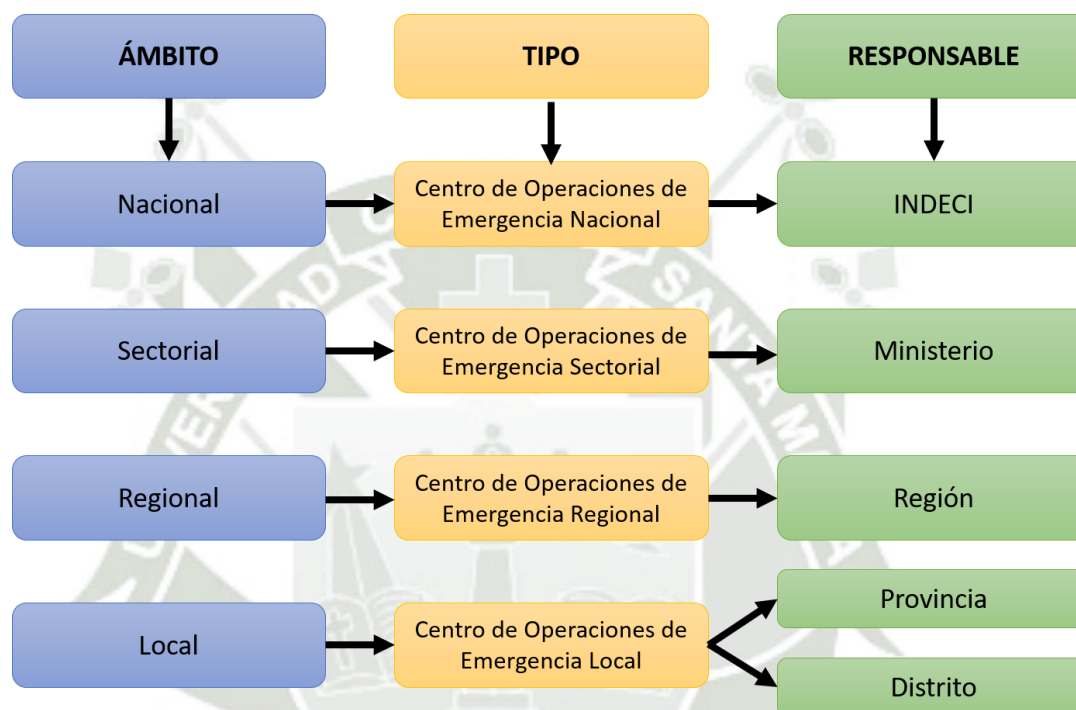 ÁMBITO
TIPO
RESPONSABLE
Nacional
Centro de Operaciones de
Emergencia Nacional
INDECI
Sectorial
Centro de Operaciones de
Emergencia Sectorial
Ministerio
Regional
Centro de Operaciones de
Emergencia Regional
Región
Local
Centro de Operaciones de
Emergencia Local
Provincia
Distrito